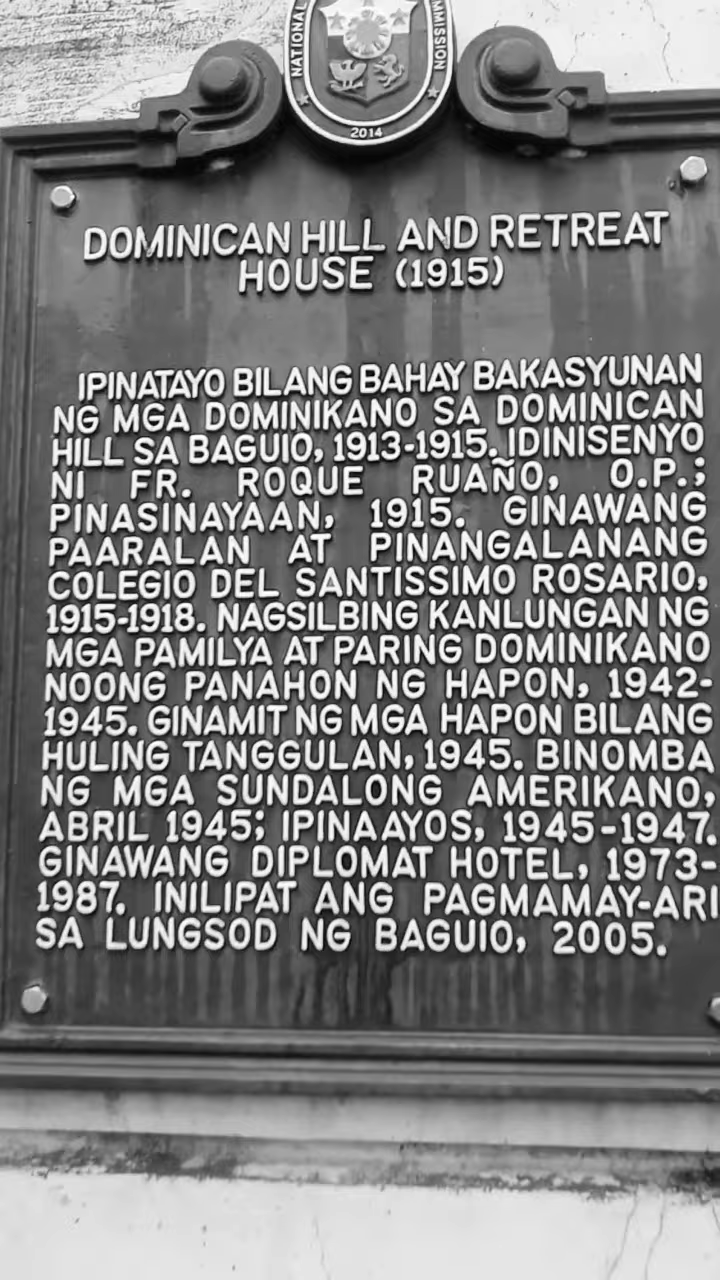 NATIONAL
MMISSION
2014
DOMINICAN HILL AND RETREAT
HOUSE (1915)
IPINATAYO BILANG BAHAY BAKASYUNAN
NG MGA DOMINIKANO SA DOMINICAN
HILL SA BAGUIO, 1913-1915. IDINISENYO
NI FR. ROQUE RUAÑO, O.P.;
PINASINAYAAN, 1915. GINAWANG
PAARALAN AT PINANGALANANG
COLEGIO DEL SANTISSIMO ROSARIO,
1915-1918. NAGSILBING KANLUNGAN NG
MGA PAMILYA AT PARING DOMINIKANO
NOONG PANAHON NG HAPON, 1942-
1945. GINAMIT NG MGA HAPON BILANG
HULING TANGGULAN, 1945. BINOMBA
NG MGA SUNDALONG AMERIKANO,
ABRIL 1945; IPINAAYOS, 1945-1947.
GINAWANG DIPLOMAT HOTEL, 1973-
1987. INILIPAT ANG PAGMAMAY-ARI
SA LUNGSOD NG BAGUIO, 2005.